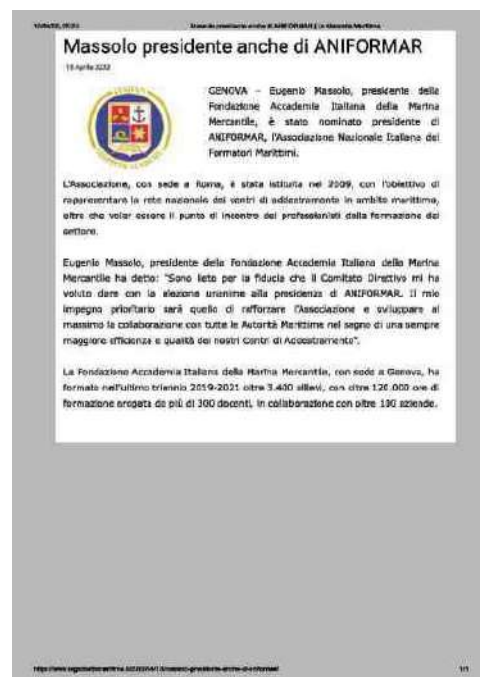 Massolo presidente anche di ANIFORMAR
GENOVA – Eugenio Massolo, presidente della
Fondazione Accademia Italiana della Marina
Mercantile, è stato nominato presidente di
ANIFORMAR, l'Associazione Nazionale Italiana dei
Formatori Marittimi.
L'Associazione, con sede a Roma, è stata istituita nel 2009, con l'obiettivo di
rappresentare la rete nazionale dei centri di addestramento in ambito marittimo,
oltre che voler essere il punto di incontro dei professionisti della formazione del
settore.
Eugenio Massolo, presidente della Fondazione Accademia Italiana della Marina
Mercantile ha detto: "Sono lieto per la fiducia che il Comitato Direttivo mi ha
voluto dare con la elezione unanime alla presidenza di ANIFORMAR. Il mio
impegno prioritario sarà quello di rafforzare l'Associazione e sviluppare al
massimo la collaborazione con tutte le Autorità Marittime nel segno di una sempre
maggiore efficienza e qualità dei nostri Centri di Addestramento".
La Fondazione Accademia Italiana della Marina Mercantile, con sede a Genova, ha
formato nell'ultimo triennio 2019-2021 oltre 3.400 allievi, con oltre 120.000 ore di
formazione erogata da più di 300 docenti, in collaborazione con oltre aziende.
1/1